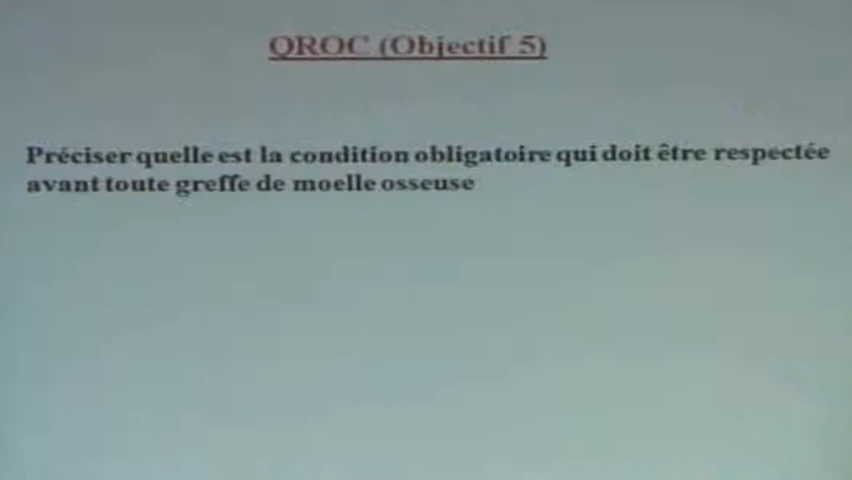 QROC (Objectif 5)
Préciser quelle est la condition obligatoire qui doit être respectée
avant toute greffe de moelle osseuse